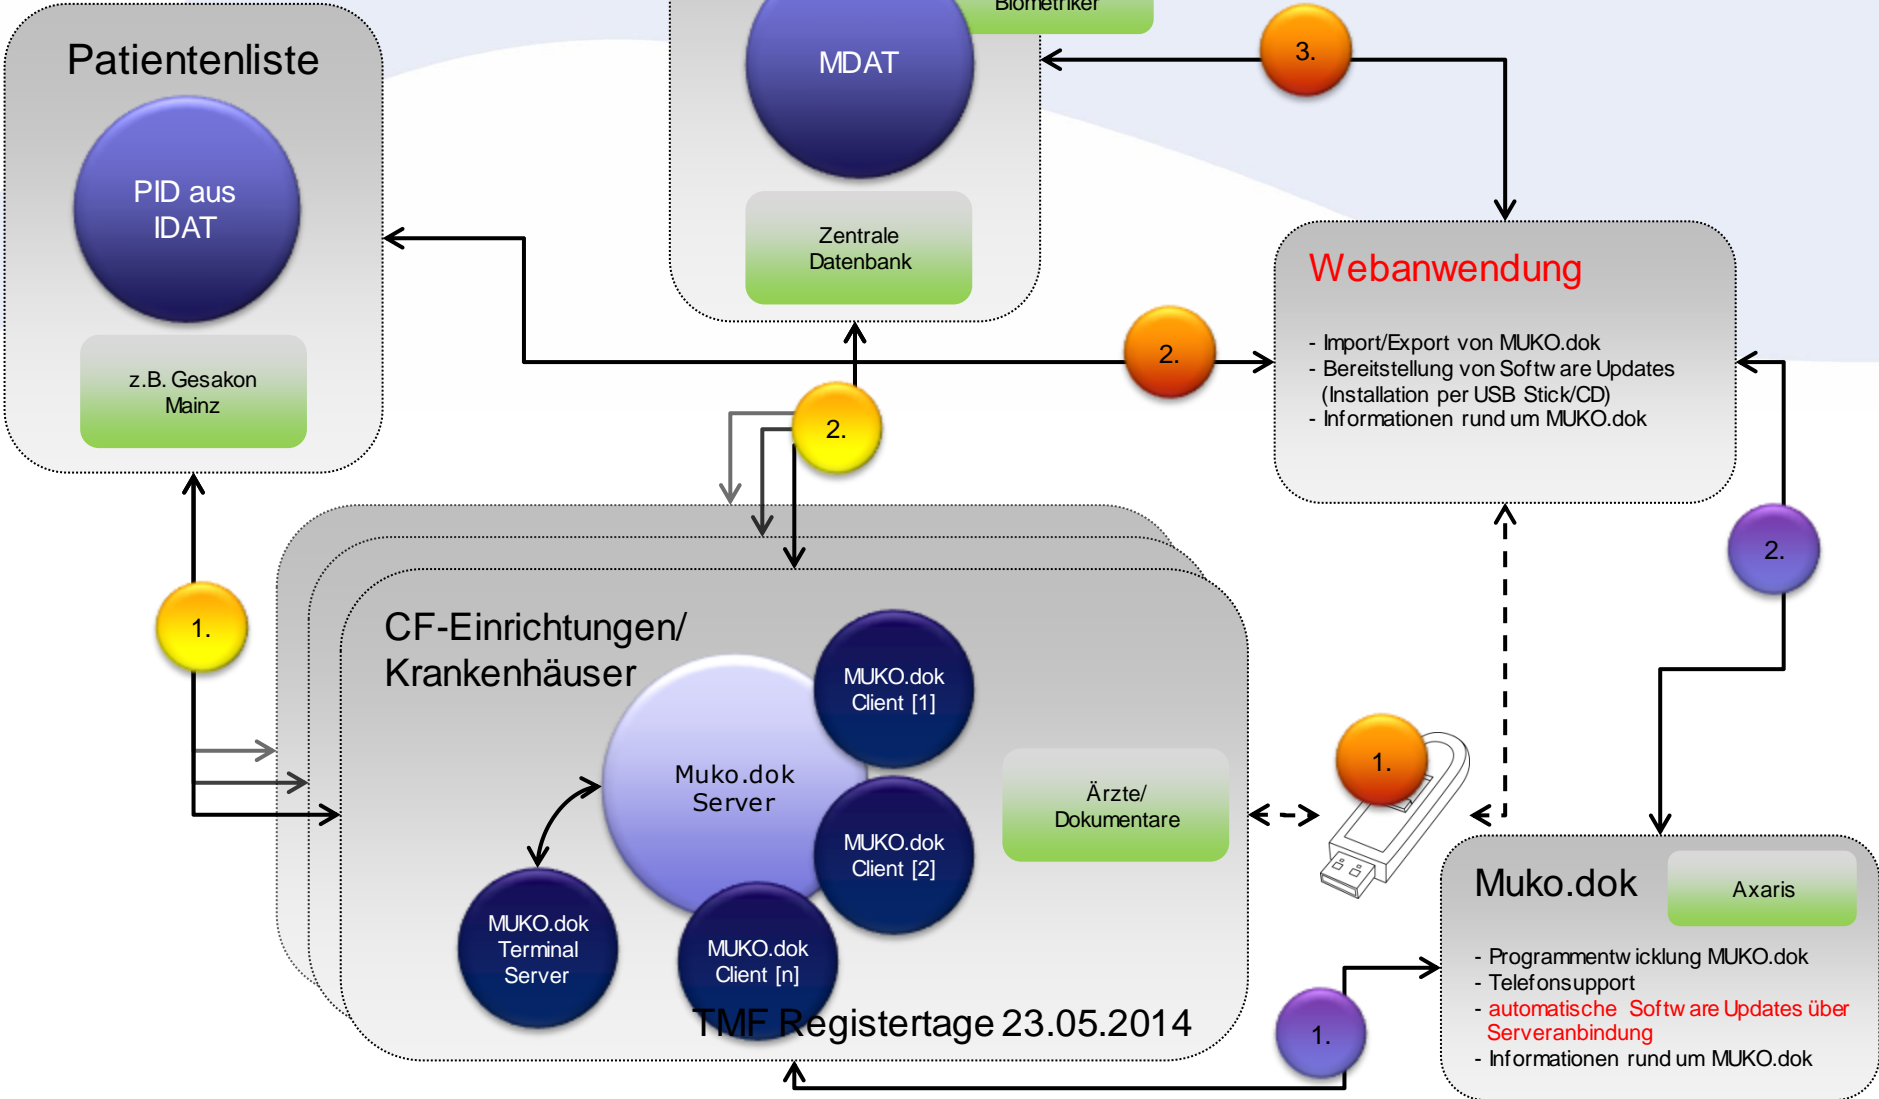 Biometriker
Patientenliste
PID aus
IDAT
z.B. Gesakon
Mainz
MDAT
Zentrale
Datenbank
3.
Webanwendung
- Import/Export von MUKO.dok
- Bereitstellung von Software Updates
(Installation per USB Stick/CD)
- Informationen rund um MUKO.dok
2.
2.
2.
1.
CF-Einrichtungen/
Krankenhäuser
Muko.dok
Server
MUKO.dok
Client [1]
MUKO.dok
Client [2]
MUKO.dok
Client [n]
MUKO.dok
Terminal
Server
Ärzte/
Dokumentare
1.
TMF Registertage 23.05.2014
1.
Muko.dok
Axaris
- Programmentwicklung MUKO.dok
- Telefonsupport
- automatische Software Updates über
Serveranbindung
- Informationen rund um MUKO.dok